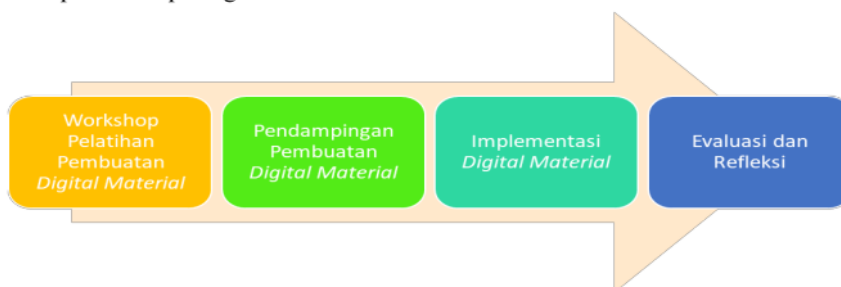 Workshop
Pelatihan
Pembuatan
Digital Material
Pendampingan
Pembuatan
Digital Material
Implementasi
Digital Material
Evaluasi dan
Refleksi